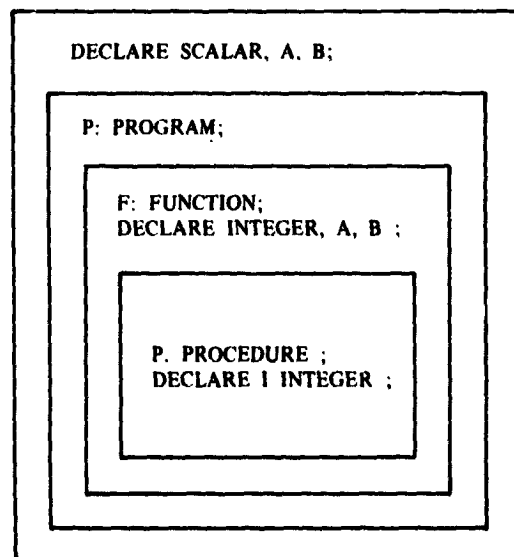 DECLARE SCALAR, A, B;
P: PROGRAM;
F: FUNCTION;
DECLARE INTEGER, A, B ;
P. PROCEDURE ;
DECLARE I INTEGER ;